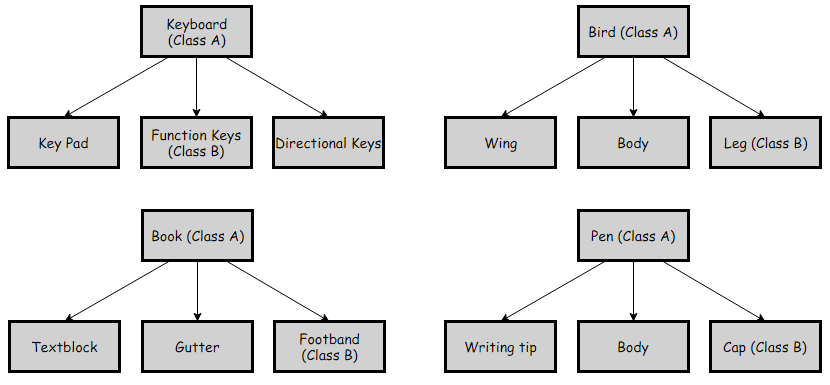 Keyboard
(Class A)
Key Pad
Function Keys
(Class B)
Directional Keys
Bird (Class A)
Wing
Body
Leg (Class B)
Book (Class A)
Textblock
Gutter
Footband
(Class B)
Pen (Class A)
Writing tip
Body
Cap (Class B)